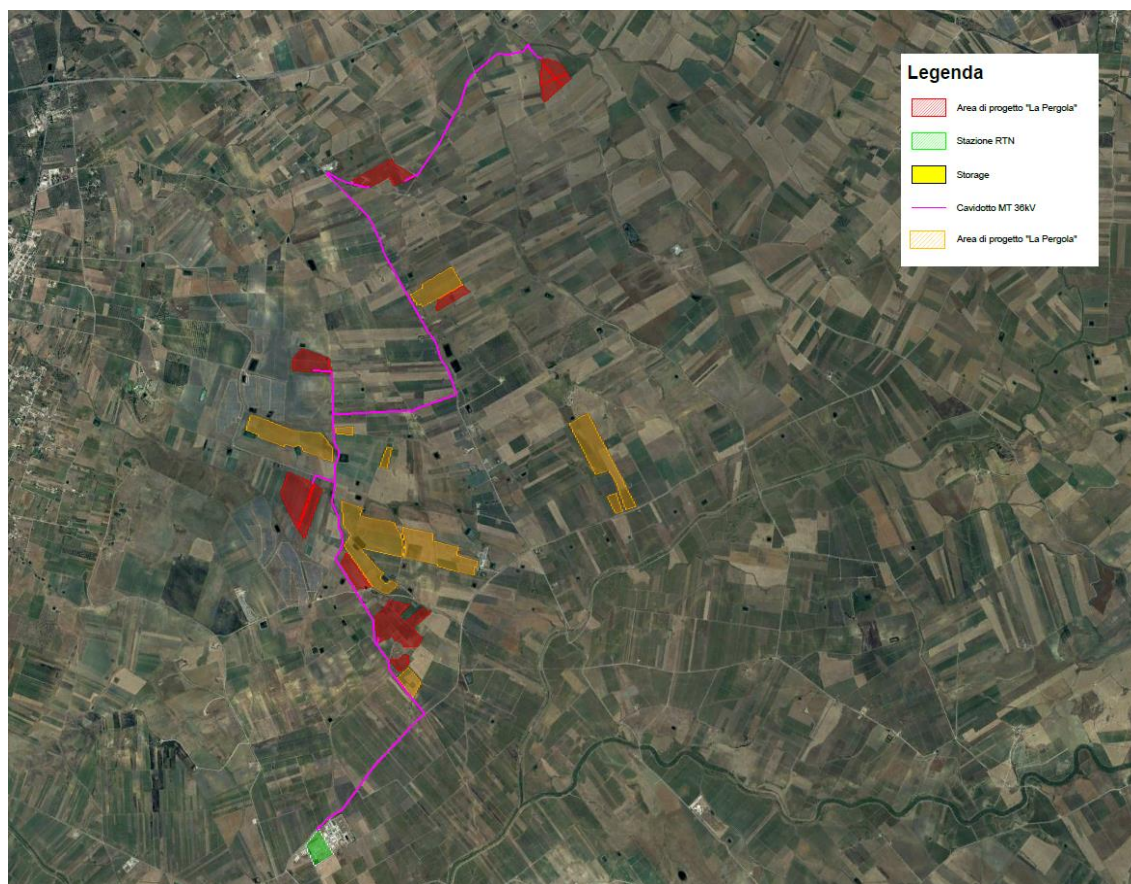 Legenda
Area di progetto "La Pergola"
Stazione RTN
Storage
Cavidotto MT 36kV
Area di progetto "La Pergola"